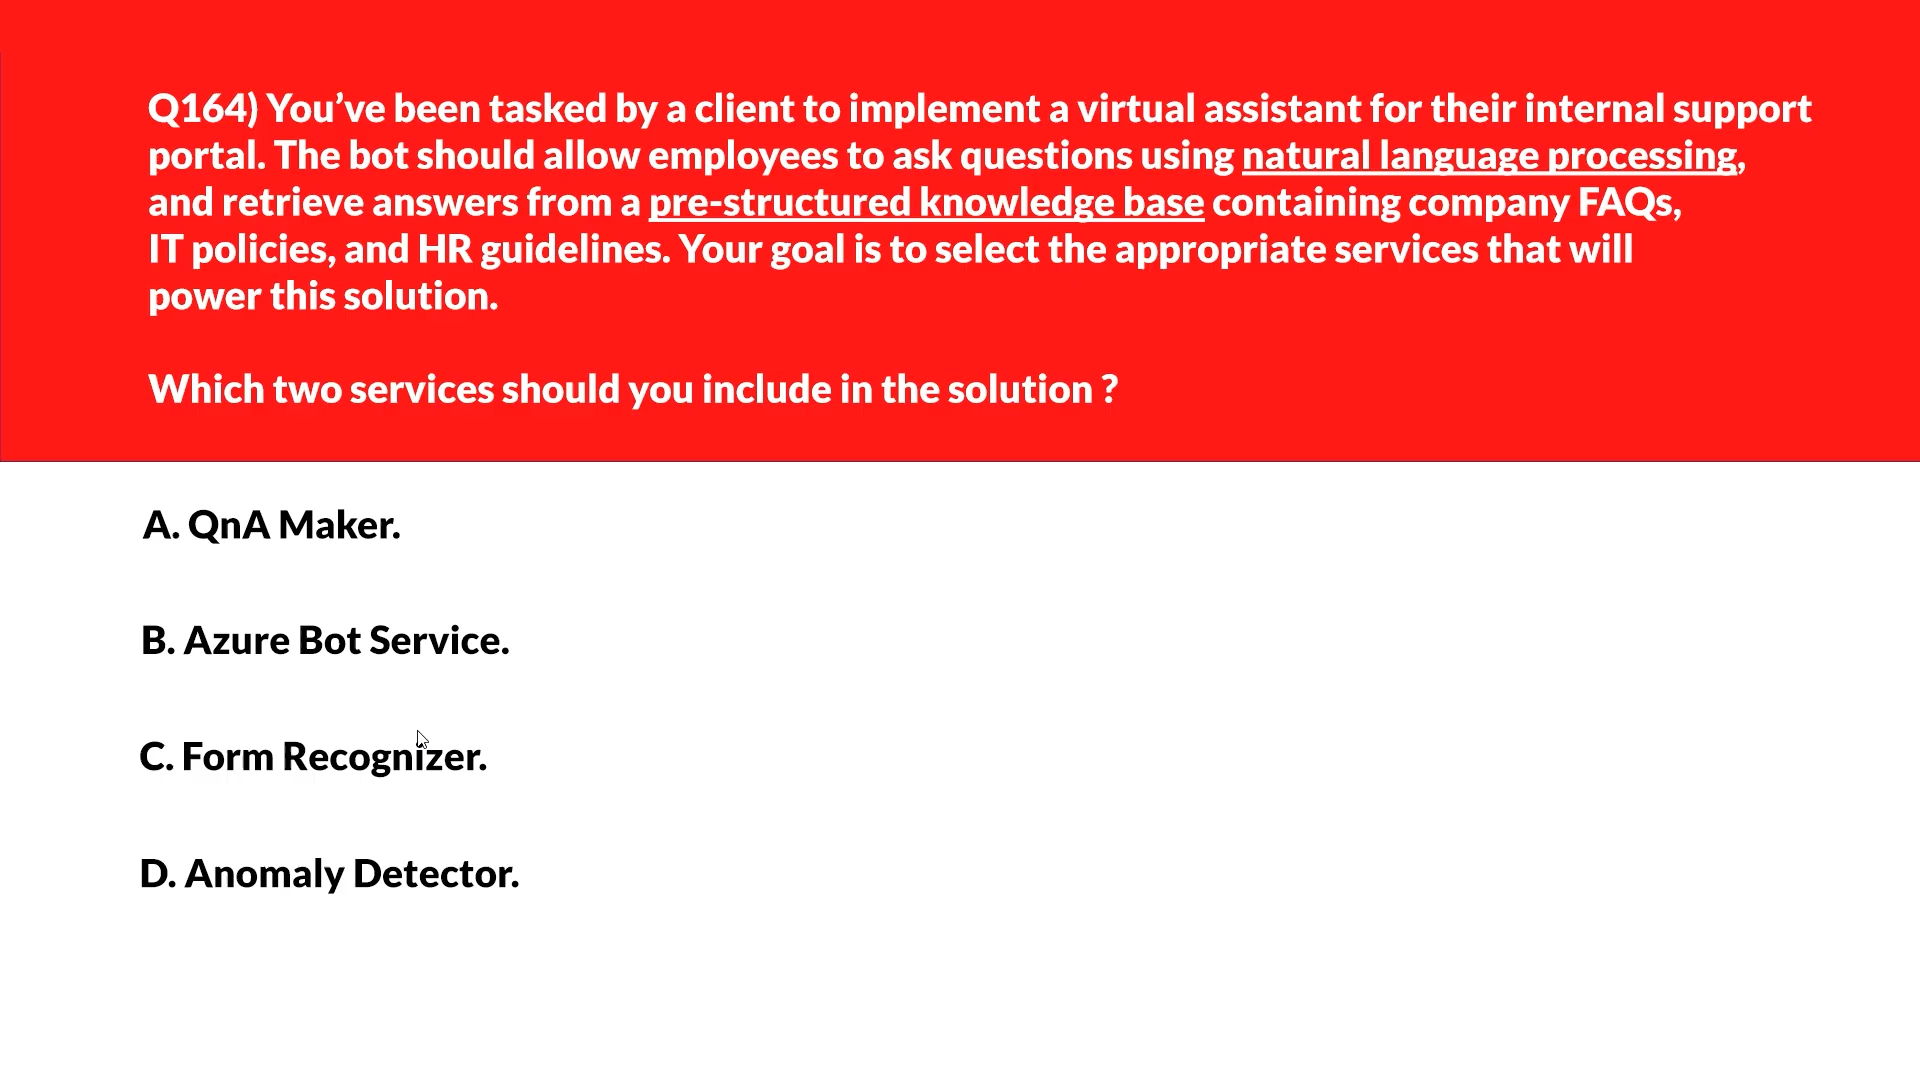 Q164) You’ve been tasked by a client to implement a virtual assistant for their internal support
portal. The bot should allow employees to ask questions using natural language processing,
and retrieve answers from a pre-structured knowledge base containing company FAQs,
IT policies, and HR guidelines. Your goal is to select the appropriate services that will
power this solution.
Which two services should you include in the solution ?
A. QnA Maker.
B. Azure Bot Service.
C. Form Recognizer.
D. Anomaly Detector.